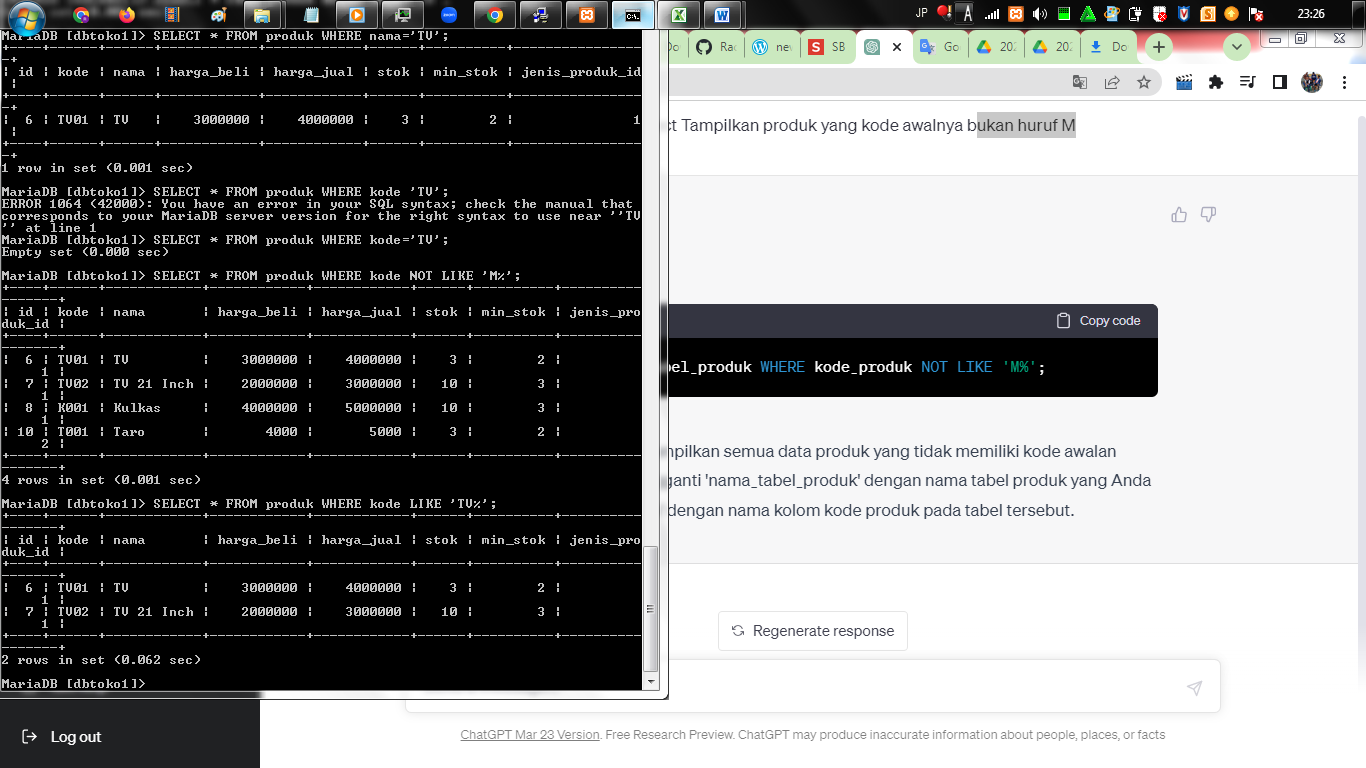 JP
A
23:26
MariaDB [dbtoko1]> SELECT * FROM produk WHERE nama='TV';
+----+------+------+------------+------------+------+----------+----------------
-+
| id | kode | nama | harga_beli | harga_jual | stok | min_stok | jenis_produk_id
 |
+----+------+------+------------+------------+------+----------+----------------
-+
| 6 | TV01 | TV | 3000000 | 4000000 | 3 | 2 | 1
 |
+----+------+------+------------+------------+------+----------+----------------
-+
1 row in set (0.001 sec)
MariaDB [dbtoko1]> SELECT * FROM produk WHERE kode 'TV';
ERROR 1064 (42000): You have an error in your SQL syntax; check the manual that
corresponds to your MariaDB server version for the right syntax to use near ''TV
'' at line 1
MariaDB [dbtoko1]> SELECT * FROM produk WHERE kode='TV';
Empty set (0.000 sec)
MariaDB [dbtoko1]> SELECT * FROM produk WHERE kode NOT LIKE 'M%';
+----+------+------------+------------+------------+------+----------+----------
-------+
| id | kode | nama | harga_beli | harga_jual | stok | min_stok | jenis_pro
duk_id |
+----+------+------------+------------+------------+------+----------+----------
-------+
| 6 | TV01 | TV | 3000000 | 4000000 | 3 | 2 |
1 |
| 7 | TV02 | TV 21 Inch | 2000000 | 3000000 | 10 | 3 |
1 |
| 8 | K001 | Kulkas | 4000000 | 5000000 | 10 | 3 |
1 |
| 10 | T001 | Taro | 4000 | 5000 | 3 | 2 |
2 |
+----+------+------------+------------+------------+------+----------+----------
-------+
4 rows in set (0.001 sec)
MariaDB [dbtoko1]> SELECT * FROM produk WHERE kode LIKE 'TV%';
+----+------+------------+------------+------------+------+----------+----------
-------+
| id | kode | nama | harga_beli | harga_jual | stok | min_stok | jenis_pro
duk_id |
+----+------+------------+------------+------------+------+----------+----------
-------+
| 6 | TV01 | TV | 3000000 | 4000000 | 3 | 2 |
1 |
| 7 | TV02 | TV 21 Inch | 2000000 | 3000000 | 10 | 3 |
1 |
+----+------+------------+------------+------------+------+----------+----------
-------+
2 rows in set (0.062 sec)
MariaDB [dbtoko1]>
Do Rac nev SB Go 202 202 Do
ct Tampilkan produk yang kode awalnya bukan huruf M
Copy code
bel_produk WHERE kode_produk NOT LIKE 'M%';
mpilkan semua data produk yang tidak memiliki kode awalan
ganti 'nama_tabel_produk' dengan nama tabel produk yang Anda
dengan nama kolom kode produk pada tabel tersebut.
Regenerate response
Log out
ChatGPT Mar 23 Version. Free Research Preview. ChatGPT may produce inaccurate information about people, places, or facts